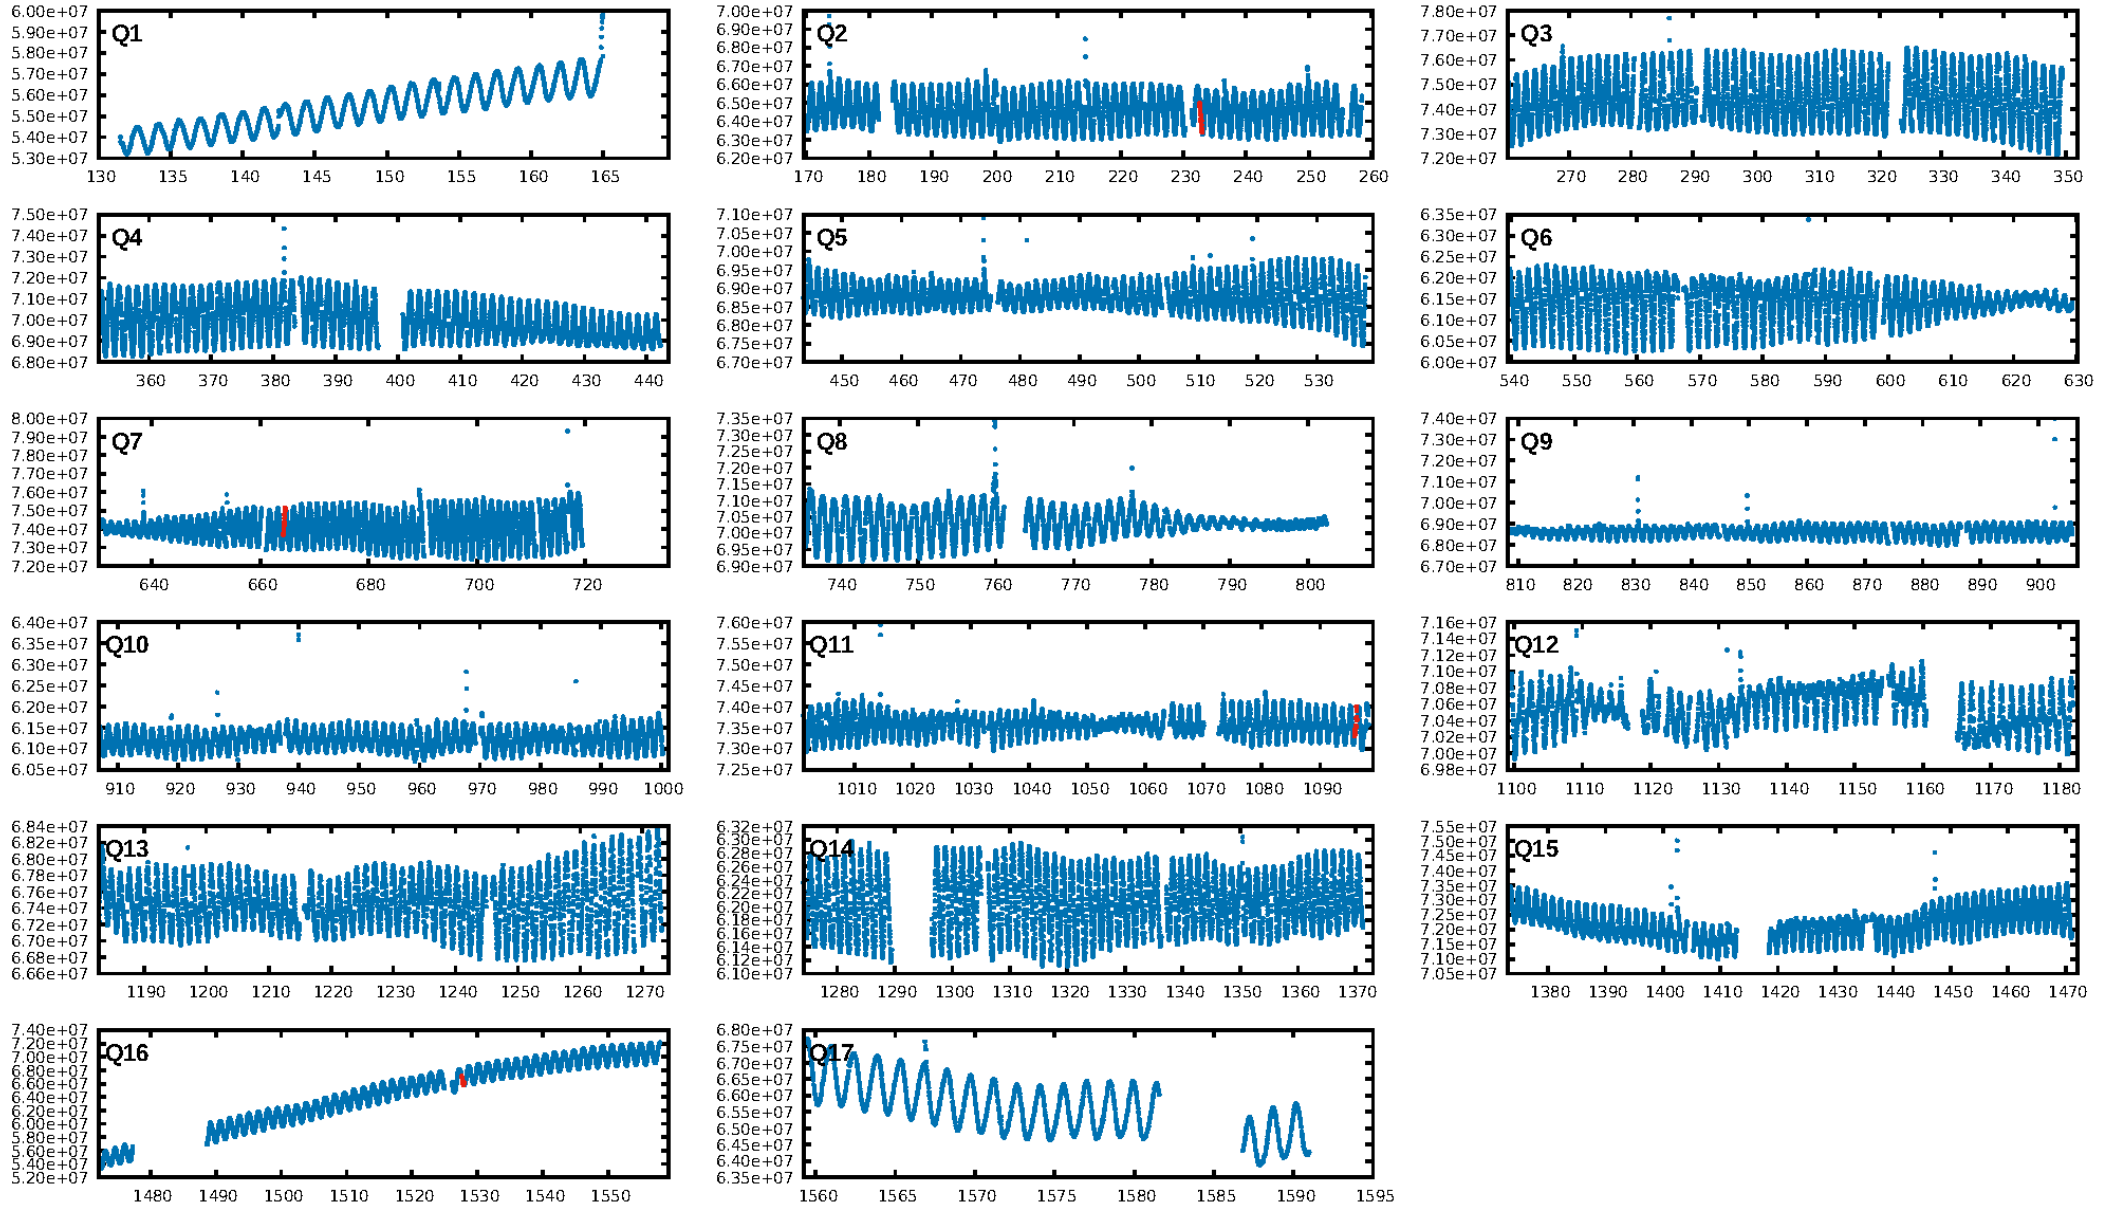 6.00e+07
5.90e+07
5.80e+07
5.70e+07
5.60e+07
5.50e+07
5.40e+07
5.30e+07
Q1
130 135 140 145 150 155 160 165
7.00e+07
6.90e+07
6.80e+07
6.70e+07
6.60e+07
6.50e+07
6.40e+07
6.30e+07
6.20e+07
Q2
170 180 190 200 210 220 230 240 250 260
7.80e+07
7.70e+07
7.60e+07
7.50e+07
7.40e+07
7.30e+07
7.20e+07
Q3
270 280 290 300 310 320 330 340 350
7.50e+07
7.40e+07
7.30e+07
7.20e+07
7.10e+07
7.00e+07
6.90e+07
6.80e+07
Q4
360 370 380 390 400 410 420 430 440
7.10e+07
7.05e+07
7.00e+07
6.95e+07
6.90e+07
6.85e+07
6.80e+07
6.75e+07
6.70e+07
Q5
450 460 470 480 490 500 510 520 530
6.35e+07
6.30e+07
6.25e+07
6.20e+07
6.15e+07
6.10e+07
6.05e+07
6.00e+07
Q6
540 550 560 570 580 590 600 610 620 630
8.00e+07
7.90e+07
7.80e+07
7.70e+07
7.60e+07
7.50e+07
7.40e+07
7.30e+07
7.20e+07
Q7
640 660 680 700 720
7.35e+07
7.30e+07
7.25e+07
7.20e+07
7.15e+07
7.10e+07
7.05e+07
7.00e+07
6.95e+07
6.90e+07
Q8
740 750 760 770 780 790 800
7.40e+07
7.30e+07
7.20e+07
7.10e+07
7.00e+07
6.90e+07
6.80e+07
6.70e+07
Q9
810 820 830 840 850 860 870 880 890 900
6.40e+07
6.35e+07
6.30e+07
6.25e+07
6.20e+07
6.15e+07
6.10e+07
6.05e+07
Q10
910 920 930 940 950 960 970 980 990 1000
7.60e+07
7.55e+07
7.50e+07
7.45e+07
7.40e+07
7.35e+07
7.30e+07
7.25e+07
Q11
1010 1020 1030 1040 1050 1060 1070 1080 1090
7.16e+07
7.14e+07
7.12e+07
7.10e+07
7.08e+07
7.06e+07
7.04e+07
7.02e+07
7.00e+07
6.98e+07
Q12
1100 1110 1120 1130 1140 1150 1160 1170 1180
6.84e+07
6.82e+07
6.80e+07
6.78e+07
6.76e+07
6.74e+07
6.72e+07
6.70e+07
6.68e+07
6.66e+07
Q13
1190 1200 1210 1220 1230 1240 1250 1260 1270
6.32e+07
6.30e+07
6.28e+07
6.26e+07
6.24e+07
6.22e+07
6.20e+07
6.18e+07
6.16e+07
6.14e+07
6.12e+07
6.10e+07
Q14
1280 1290 1300 1310 1320 1330 1340 1350 1360 1370
7.55e+07
7.50e+07
7.45e+07
7.40e+07
7.35e+07
7.30e+07
7.25e+07
7.20e+07
7.15e+07
7.10e+07
7.05e+07
Q15
1380 1390 1400 1410 1420 1430 1440 1450 1460 1470
7.40e+07
7.20e+07
7.00e+07
6.80e+07
6.60e+07
6.40e+07
6.20e+07
6.00e+07
5.80e+07
5.60e+07
5.40e+07
5.20e+07
Q16
1480 1490 1500 1510 1520 1530 1540 1550
6.80e+07
6.75e+07
6.70e+07
6.65e+07
6.60e+07
6.55e+07
6.50e+07
6.45e+07
6.40e+07
6.35e+07
Q17
1560 1565 1570 1575 1580 1585 1590 1595